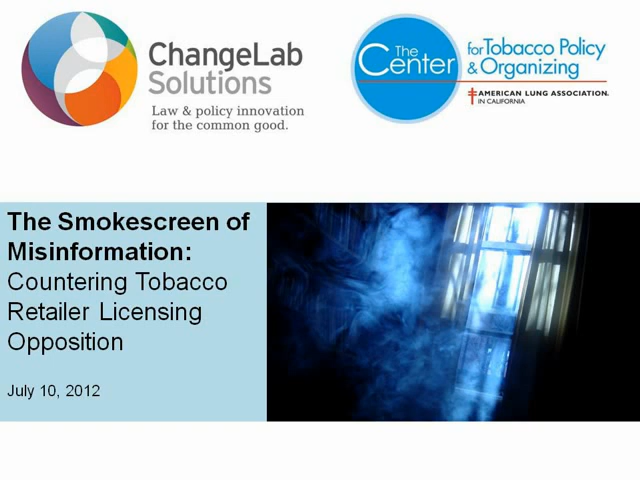 ChangeLab
Solutions
Law & policy innovation
for the common good.
The
Center
for Tobacco Policy
& Organizing
AMERICAN LUNG ASSOCIATION.
IN CALIFORNIA
The Smokescreen of
Misinformation:
Countering Tobacco
Retailer Licensing
Opposition
July 10, 2012